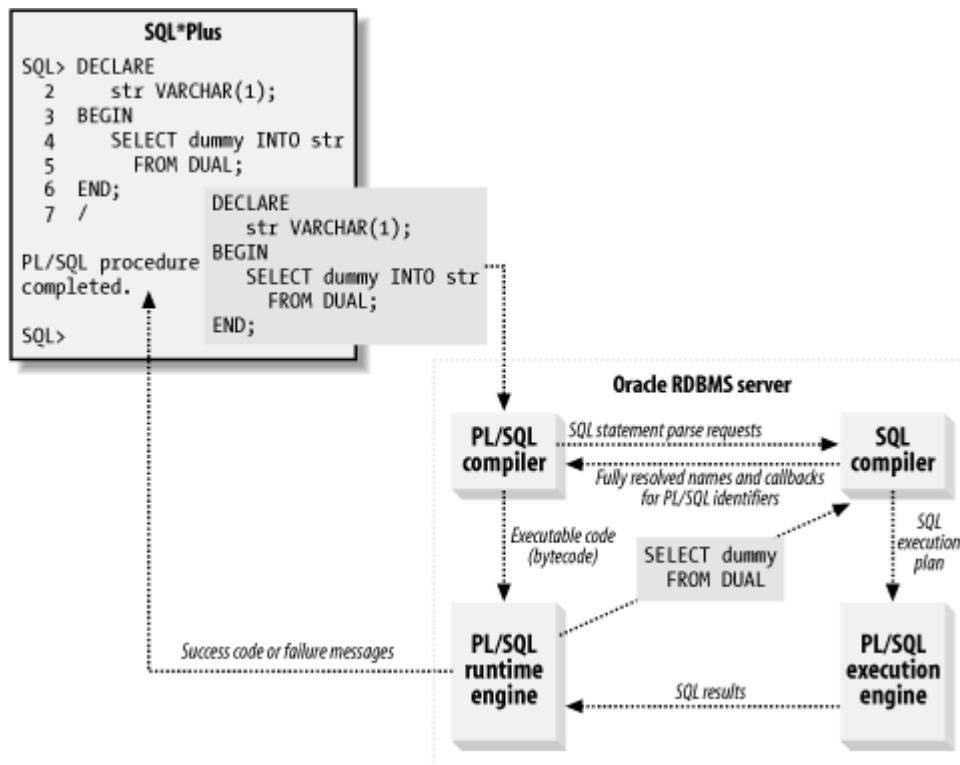 SQL*Plus
SQL> DECLARE
2 str VARCHAR(1);
3 BEGIN
4 SELECT dummy INTO str
5 FROM DUAL;
6 END;
7 /
PL/SQL procedure
completed.
SQL>
DECLARE
str VARCHAR(1);
BEGIN
SELECT dummy INTO str
FROM DUAL;
END;
Oracle RDBMS server
PL/SQL
compiler
SQL statement parse requests
Fully resolved names and callbacks
for PL/SQL identifiers
SQL
compiler
Executable code
(bytecode)
SELECT dummy
FROM DUAL
SQL
execution
plan
Success code or failure messages
PL/SQL
runtime
engine
SQL results
PL/SQL
execution
engine